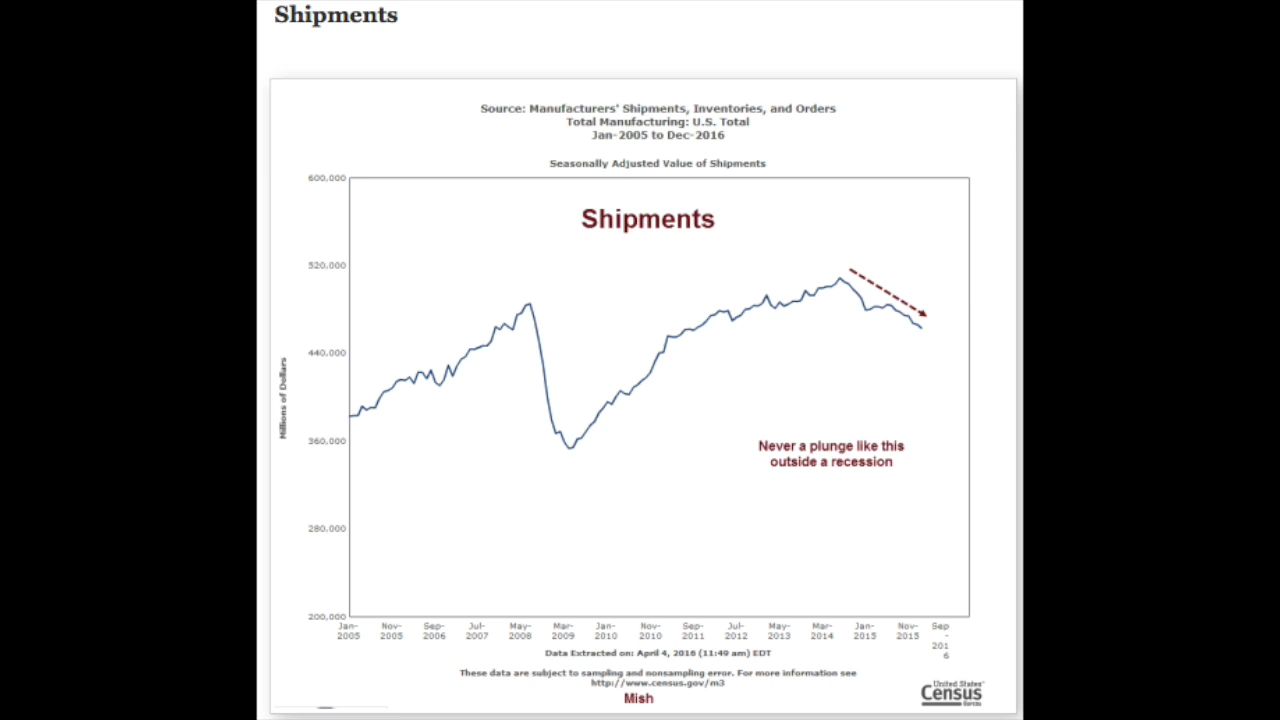 Shipments
Source: Manufacturers' Shipments, Inventories, and Orders
Total Manufacturing: U.S. Total
Jan-2005 to Dec-2016
Seasonally Adjusted Value of Shipments
600,000
Shipments
520,000
440,000
Millions of Dollars
360,000
Never a plunge like this
outside a recession
280,000
200,000
Jan- Nov- Sep- Jul- May- Mar- Jan- Nov- Sep- Jul- May- Mar- Jan- Nov- Sep
2005 2005 2006 2007 2008 2009 2010 2010 2011 2012 2013 2014 2015 2015 -
201
6
Data Extracted on: April 4, 2016 (11:49 am) EDT
These data are subject to sampling and nonsampling error. For more information see
http://www.census.gov/m3
Mish
United States
Census
Bureau